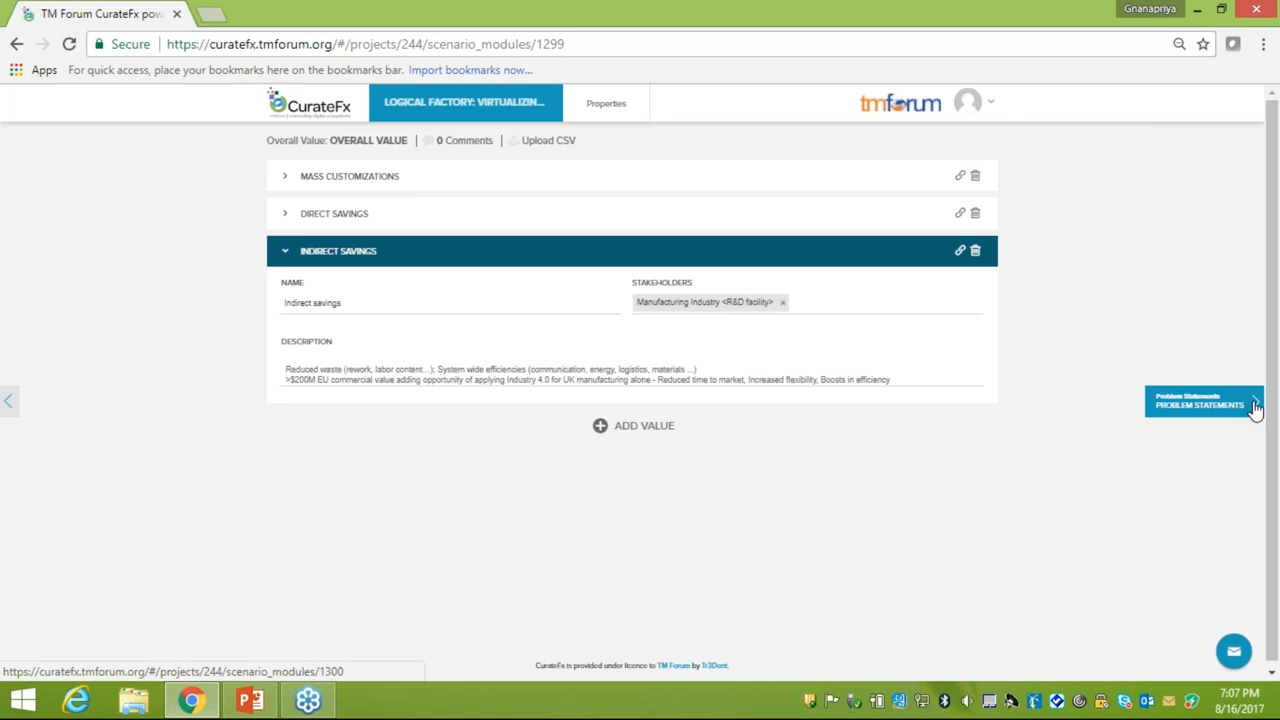 TM Forum CurateFx pow
Gnanapriya
Secure
https://curatefx.tmforum.org/#/projects/244/scenario_modules/1299
Apps
For quick access, place your bookmarks here on the bookmarks bar. Import bookmarks now...
CurateFx
LOGICAL FACTORY: VIRTUALIZIN...
Properties
tmforum
Overall Value: OVERALL VALUE | 0 Comments | Upload CSV
MASS CUSTOMIZATIONS
DIRECT SAVINGS
INDIRECT SAVINGS
NAME
STAKEHOLDERS
Indirect savings
Manufacturing Industry <R&D facility> ×
DESCRIPTION
Reduced waste (rework, labor content...); System wide efficiencies (communication, energy, logistics, materials ...)
>$200M EU commercial value adding opportunity of applying Industry 4.0 for UK manufacturing alone - Reduced time to market, Increased flexibility, Boosts in efficiency
Problem Statements
PROBLEM STATEMENTS
ADD VALUE
https://curatefx.tmforum.org/#/projects/244/scenario_modules/1300
CurateFx is provided under licence to TM Forum by Tr3Dent.
7:07 PM
8/16/2017